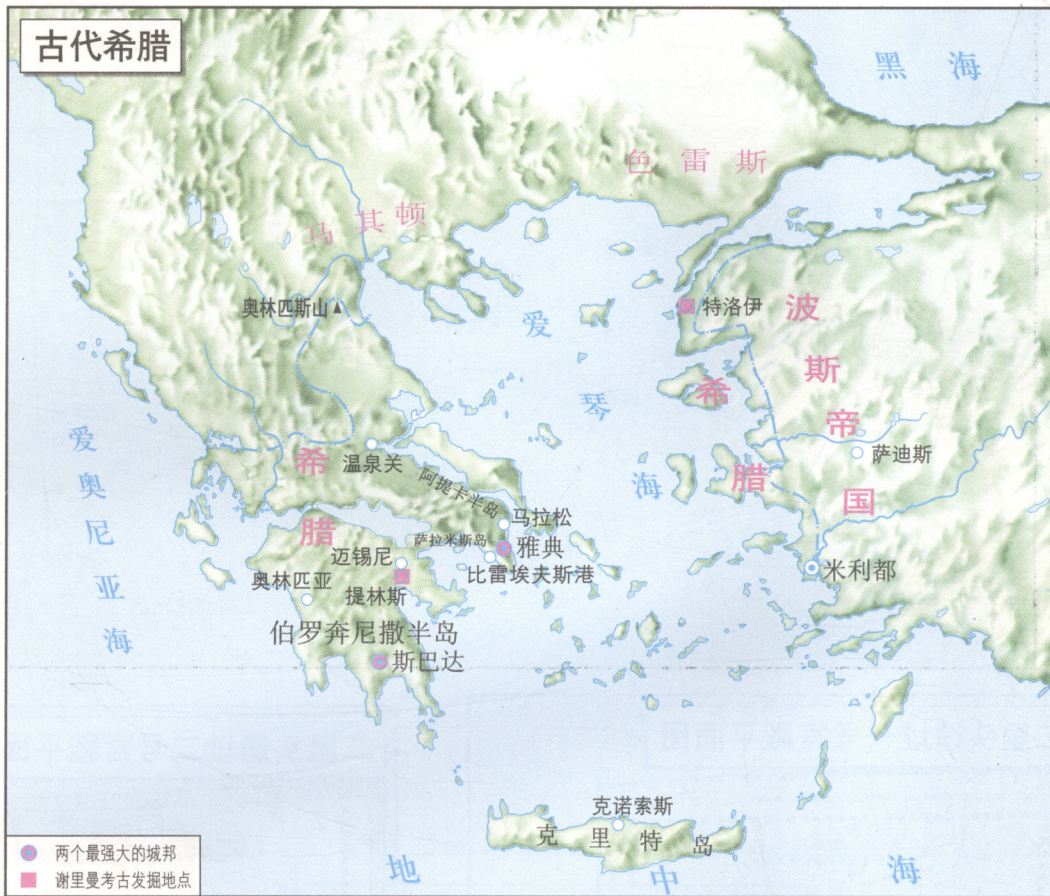 古代希腊
黑海
色雷斯
马其顿
奥林匹斯山
特洛伊
波斯帝国
爱琴海
希腊
萨迪斯
爱奥尼亚海
希腊
温泉关
阿提卡半岛
马拉松
萨拉米斯岛
雅典
比雷埃夫斯港
迈锡尼
提林斯
奥林匹亚
米利都
伯罗奔尼撒半岛
斯巴达
克诺索斯
克里特岛
地中海
两个最强大的城邦
谢里曼考古发掘地点